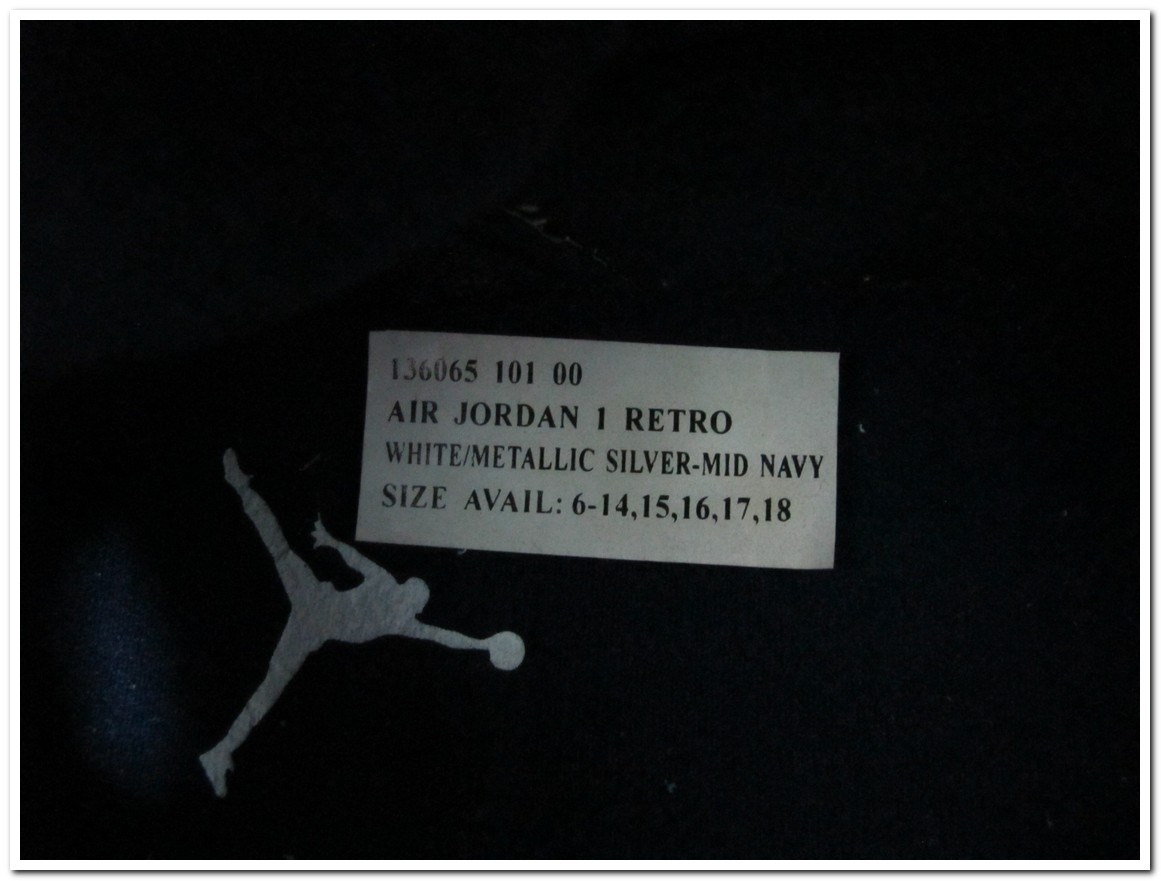 136065 101 00
AIR JORDAN 1 RETRO
WHITE/METALLIC SILVER-MID NAVY
SIZE AVAIL: 6-14,15,16,17,18